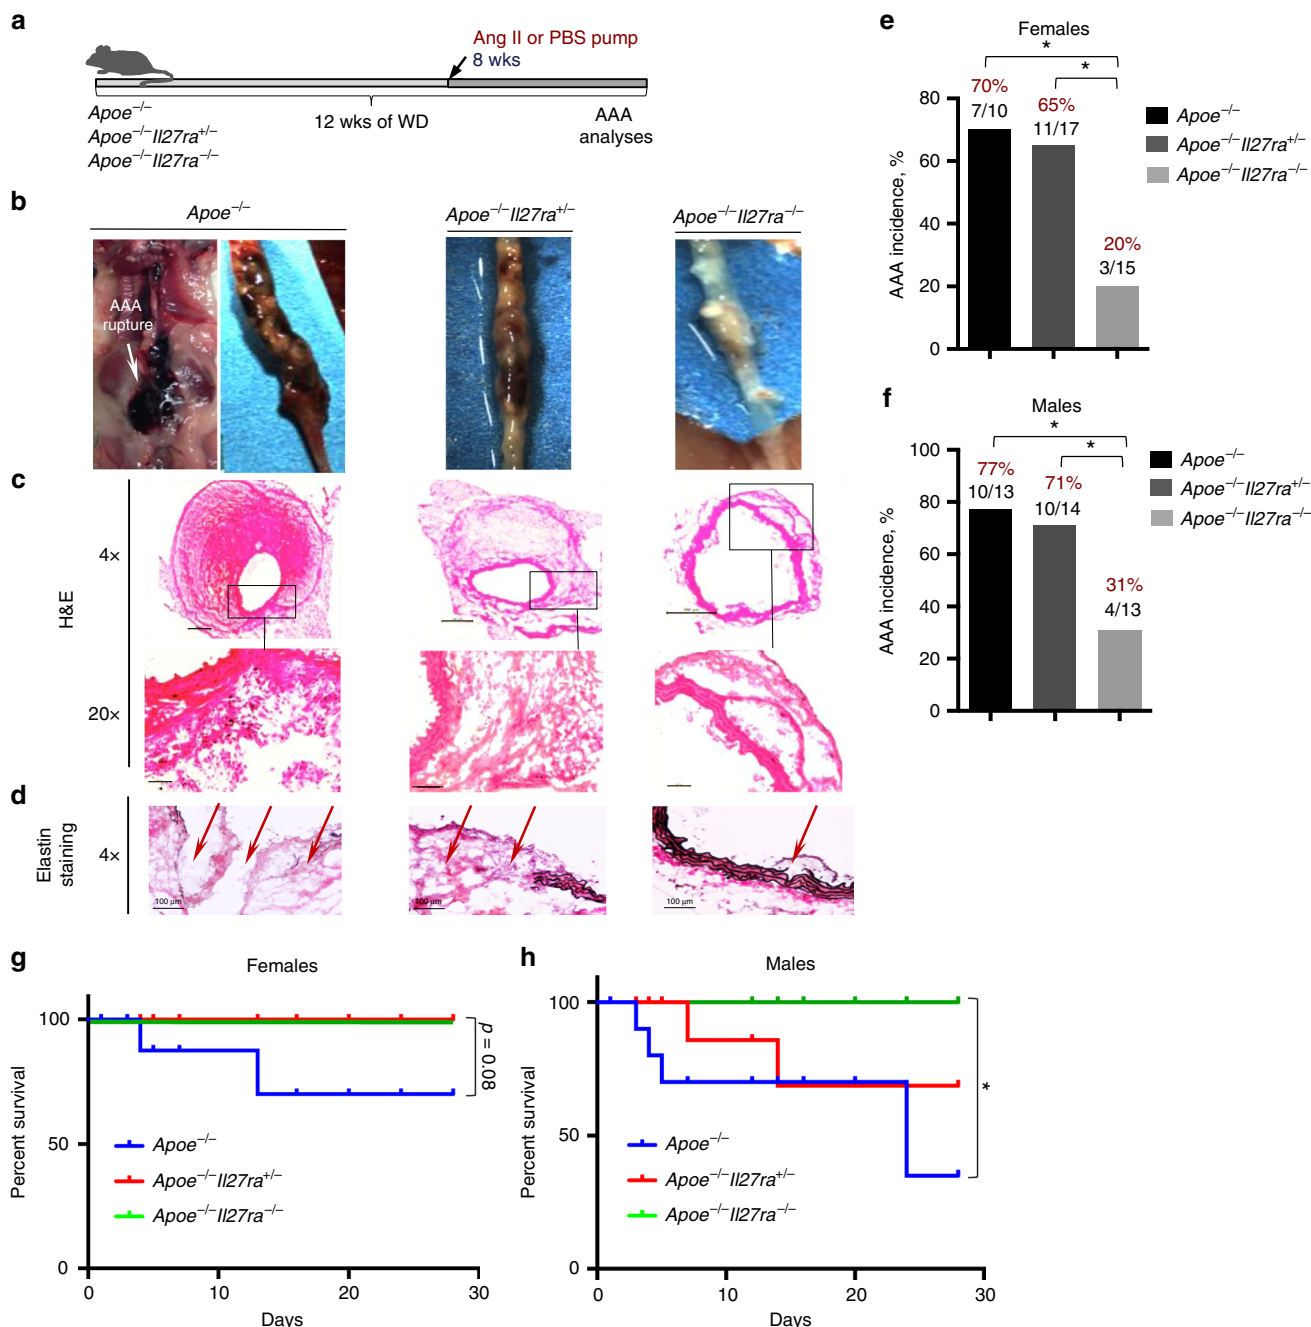 a
Ang II or PBS pump
8 wks
Apoe−/−
Apoe−/−Il27ra+/−
Apoe−/−Il27ra−/−
12 wks of WD
AAA
analyses
b
Apoe−/−
Apoe−/−Il27ra+/−
Apoe−/−Il27ra−/−
AAA
rupture
c
H&E
4×
20×
d
Elastin
staining
4×
100 µm
100 µm
100 µm
e
Females
*
*
AAA incidence, %
80
60
40
20
0
70%
7/10
65%
11/17
20%
3/15
Apoe−/−
Apoe−/−Il27ra+/−
Apoe−/−Il27ra−/−
f
Males
*
*
AAA incidence, %
100
80
60
40
20
0
77%
10/13
71%
10/14
31%
4/13
Apoe−/−
Apoe−/−Il27ra+/−
Apoe−/−Il27ra−/−
g
Females
Percent survival
100
50
0
p = 0.08
Apoe−/−
Apoe−/−Il27ra+/−
Apoe−/−Il27ra−/−
0 10 20 30
Days
h
Males
Percent survival
100
50
0
*
Apoe−/−
Apoe−/−Il27ra+/−
Apoe−/−Il27ra−/−
0 10 20 30
Days